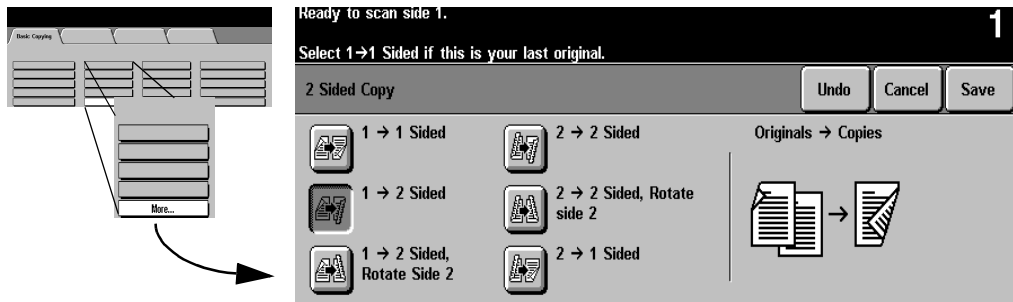 Basic Copying
More...
Ready to scan side 1.
1
Select 1→1 Sided if this is your last original.
2 Sided Copy
Undo
Cancel
Save
1 → 1 Sided
2 → 2 Sided
Originals → Copies
1 → 2 Sided
2 → 2 Sided, Rotate
side 2
1 → 2 Sided,
Rotate Side 2
2 → 1 Sided